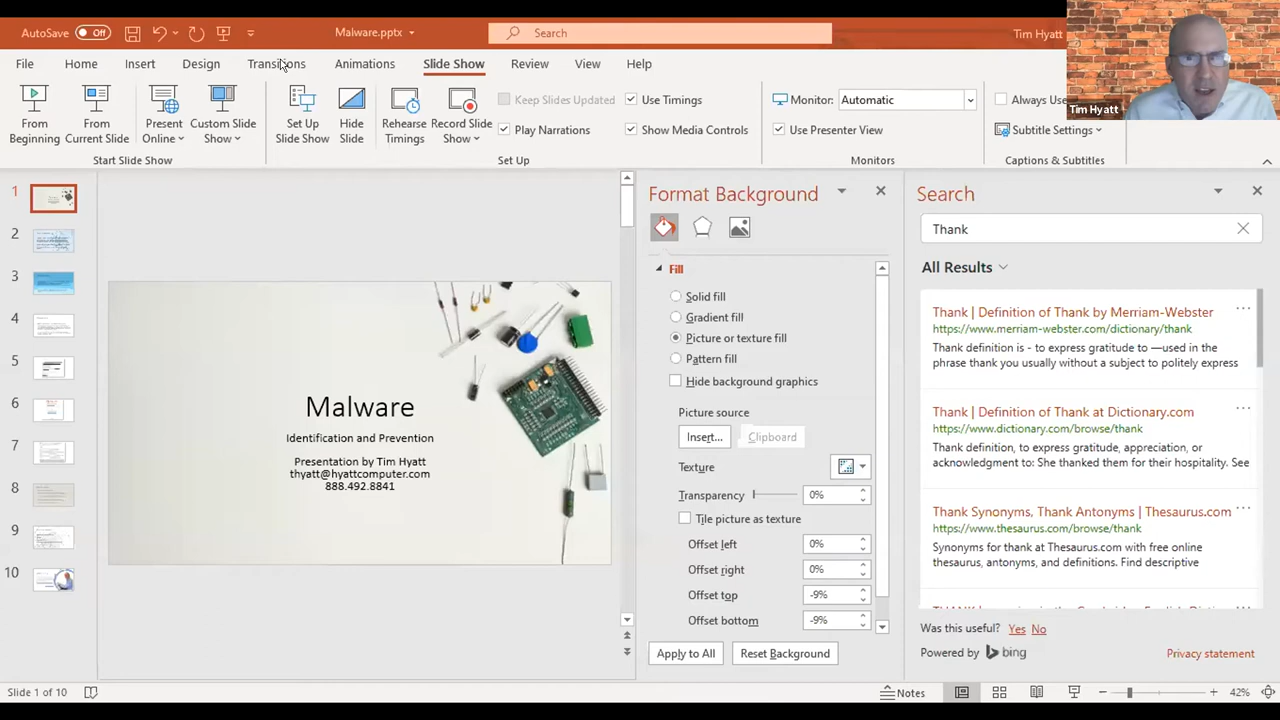 AutoSave Off
Malware.pptx
Search
Tim Hyatt
Tim Hyatt
File Home Insert Design Transitions Animations Slide Show Review View Help
From Beginning
From Current Slide
Present Online
Custom Slide Show
Start Slide Show
Set Up Slide Show
Hide Slide
Rehearse Timings
Record Slide Show
Keep Slides Updated
Play Narrations
Use Timings
Show Media Controls
Set Up
Monitor: Automatic
Use Presenter View
Monitors
Always Use
Subtitle Settings
Captions & Subtitles
1
2
3
4
5
6
7
8
9
10
Malware
Identification and Prevention
Presentation by Tim Hyatt
thyatt@hyattcomputer.com
888.492.8841
Format Background
Fill
Solid fill
Gradient fill
Picture or texture fill
Pattern fill
Hide background graphics
Picture source
Insert... Clipboard
Texture
Transparency 0%
Tile picture as texture
Offset left 0%
Offset right 0%
Offset top -9%
Offset bottom -9%
Apply to All Reset Background
Search
Thank
All Results
Thank | Definition of Thank by Merriam-Webster
https://www.merriam-webster.com/dictionary/thank
Thank definition is - to express gratitude to —used in the
phrase thank you usually without a subject to politely express
Thank | Definition of Thank at Dictionary.com
https://www.dictionary.com/browse/thank
Thank definition, to express gratitude, appreciation, or
acknowledgment to: She thanked them for their hospitality. See
Thank Synonyms, Thank Antonyms | Thesaurus.com
https://www.thesaurus.com/browse/thank
Synonyms for thank at Thesaurus.com with free online
thesaurus, antonyms, and definitions. Find descriptive
Was this useful? Yes No
Powered by bing
Privacy statement
Slide 1 of 10
Notes
42%